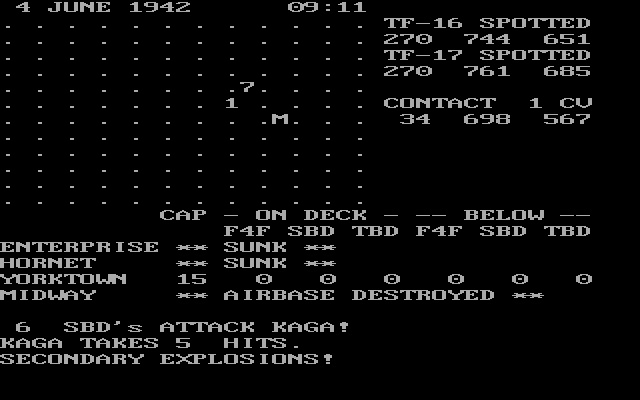 4 JUNE 1942 09:11
. . . . . . . . . . . . TF-16 SPOTTED
. . . . . . . . . . . . 270 744 651
. . . . . . . . . . . . TF-17 SPOTTED
. . . . . . . . . . . . 270 761 685
. . . . . . . .7. . . .
. . . . . . . 1 . . . . CONTACT 1 CV
. . . . . . . . .M. . . 34 698 567
. . . . . . . . . . . .
. . . . . . . . . . . .
. . . . . . . . . . . .
. . . . . . . . . . . .
. . . . . . . . . . . .
CAP - ON DECK - -- BELOW --
F4F SBD TBD F4F SBD TBD
ENTERPRISE ** SUNK **
HORNET ** SUNK **
YORKTOWN 15 0 0 0 0 0 0
MIDWAY ** AIRBASE DESTROYED **
6 SBD's ATTACK KAGA!
KAGA TAKES 5 HITS.
SECONDARY EXPLOSIONS!